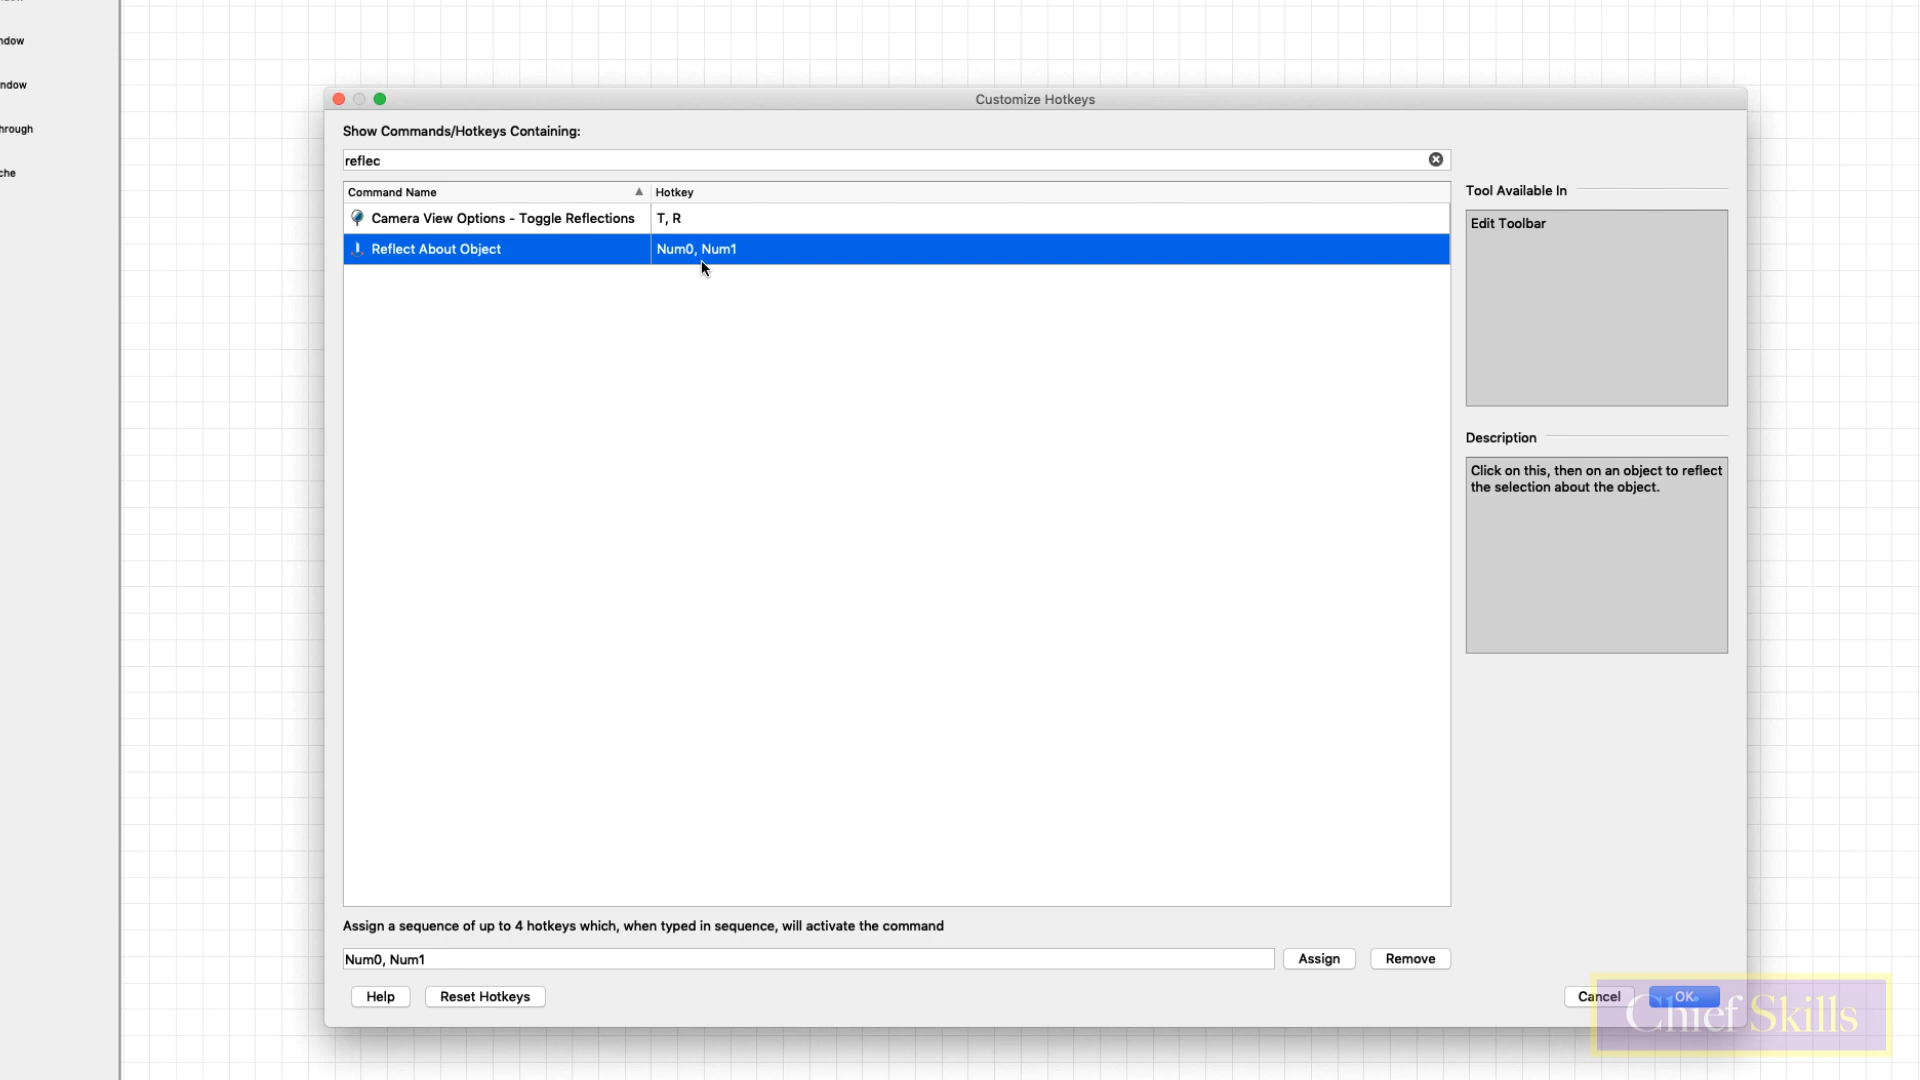 ndow
ndow
hrough
che
Customize Hotkeys
Show Commands/Hotkeys Containing:
reflec
Command Name
Hotkey
Camera View Options - Toggle Reflections
T, R
Reflect About Object
Num0, Num1
Tool Available In
Edit Toolbar
Description
Click on this, then on an object to reflect
the selection about the object.
Assign a sequence of up to 4 hotkeys which, when typed in sequence, will activate the command
Num0, Num1
Assign
Remove
Help
Reset Hotkeys
Cancel
OK
Chief Skills